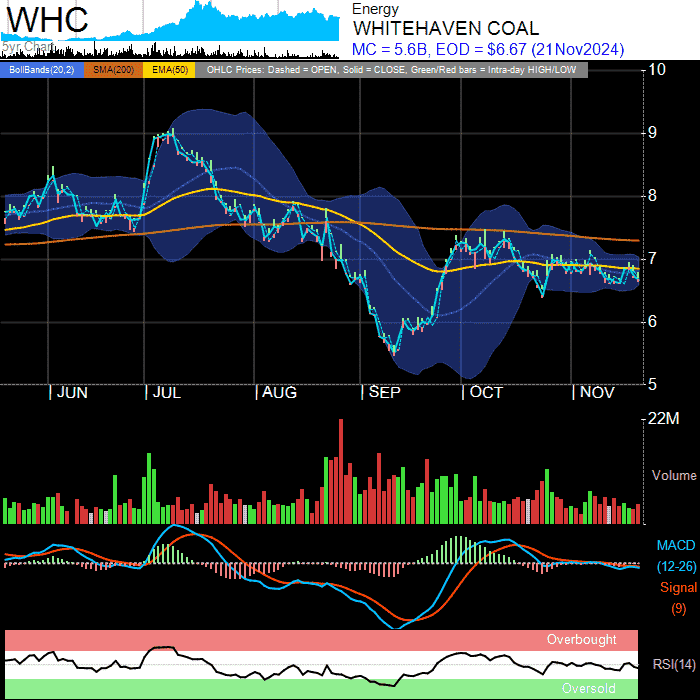 WHC
5yr Chart
Energy
WHITEHAVEN COAL
MC = 5.6B, EOD = $6.67 (21Nov2024)
BollBands(20,2) SMA(200) EMA(50) OHLC Prices: Dashed = OPEN, Solid = CLOSE, Green/Red bars = Intra-day HIGH/LOW
10
9
8
7
6
5
| JUN | JUL | AUG | SEP | OCT | NOV
22M
Volume
MACD
(12-26)
Signal
(9)
Overbought
RSI(14)
Oversold